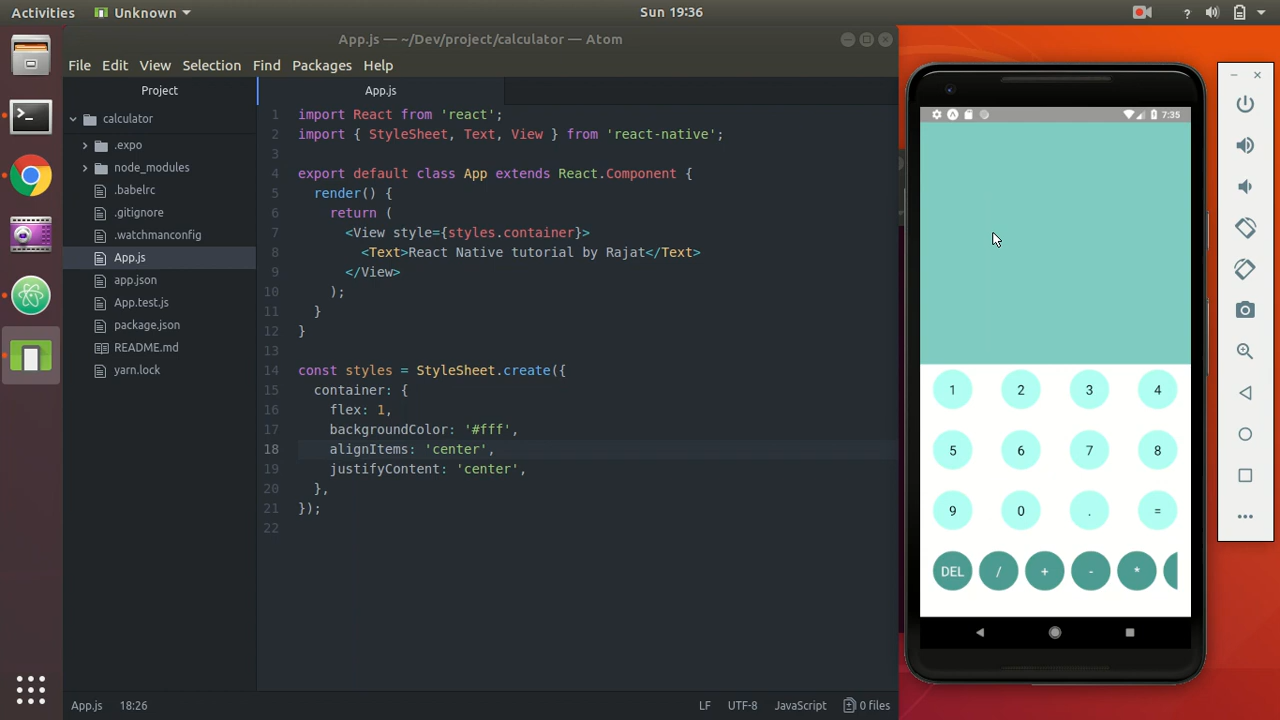 Activities
Unknown
Sun 19:36
?
App.js — ~/Dev/project/calculator — Atom
File Edit View Selection Find Packages Help
Project
App.js
calculator
.expo
node_modules
.babelrc
.gitignore
.watchmanconfig
App.js
app.json
App.test.js
package.json
README.md
yarn.lock
1 import React from 'react';
2 import { StyleSheet, Text, View } from 'react-native';
3
4 export default class App extends React.Component {
5 render() {
6 return (
7 <View style={styles.container}>
8 <Text>React Native tutorial by Rajat</Text>
9 </View>
10 );
11 }
12 }
13
14 const styles = StyleSheet.create({
15 container: {
16 flex: 1,
17 backgroundColor: '#fff',
18 alignItems: 'center',
19 justifyContent: 'center',
20 },
21 });
22
App.js 18:26
LF UTF-8 JavaScript 0 files
7:35
1 2 3 4
5 6 7 8
9 0 . =
DEL / + - *